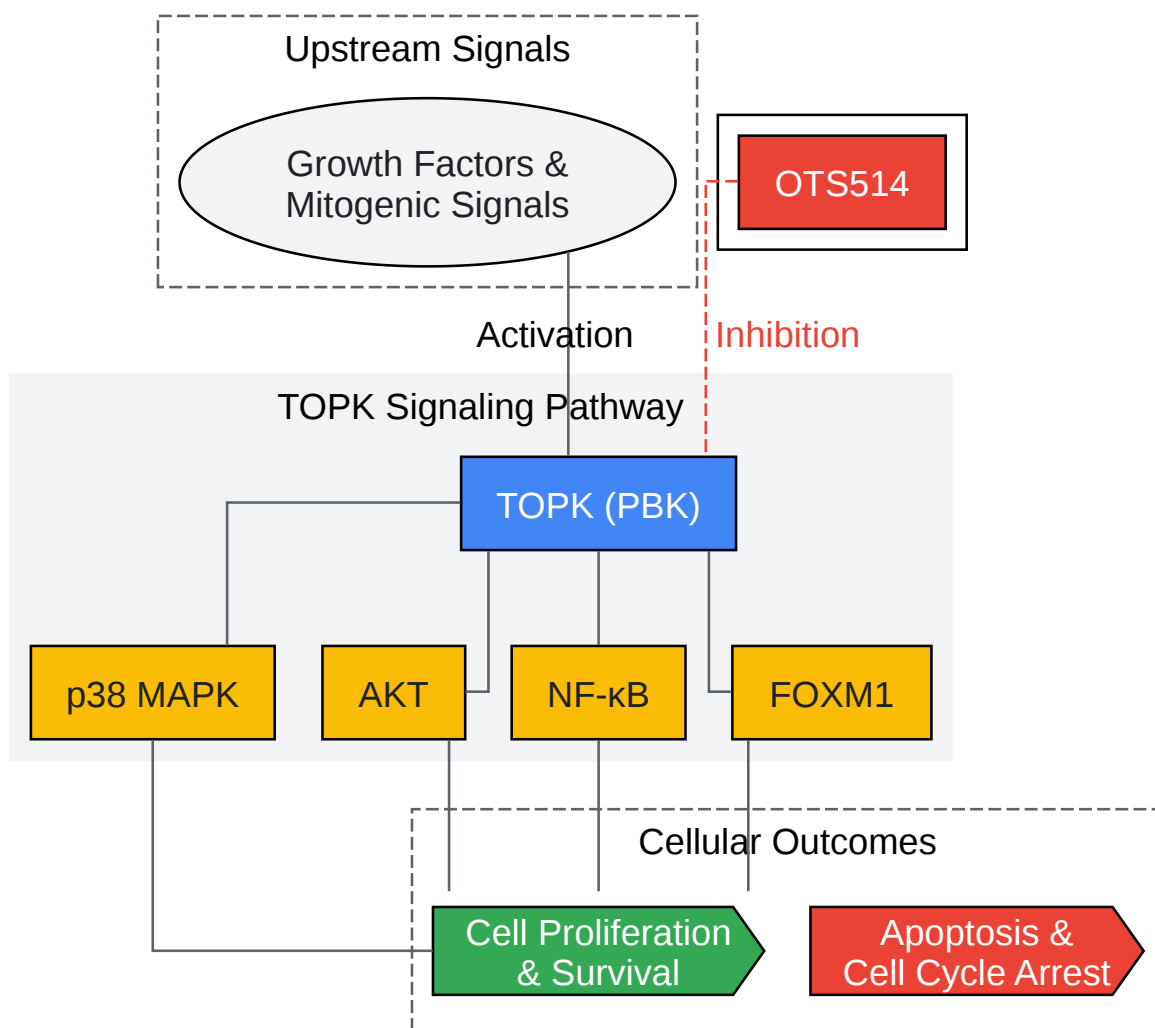 Upstream Signals
Growth Factors &
Mitogenic Signals
OTS514
Activation
Inhibition
TOPK Signaling Pathway
TOPK (PBK)
p38 MAPK
AKT
NF-κB
FOXM1
Cellular Outcomes
Cell Proliferation
& Survival
Apoptosis &
Cell Cycle Arrest